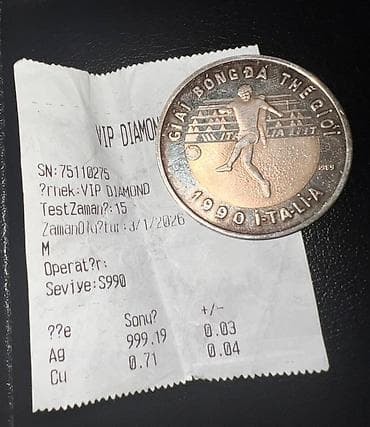 VIP DIAMON
SN:75110275
?rnek:VIP DIAMOND
TestZaman?:15
ZamanOlu?tur:3/1/2026
M
Operat?r:
Seviye:S990
??e Sonu? +/-
Ag 999.19 0.03
Cu 0.71 0.04
GIẢI BÓNG ĐÁ THẾ GIỚI
1990 I-TA-LI-A